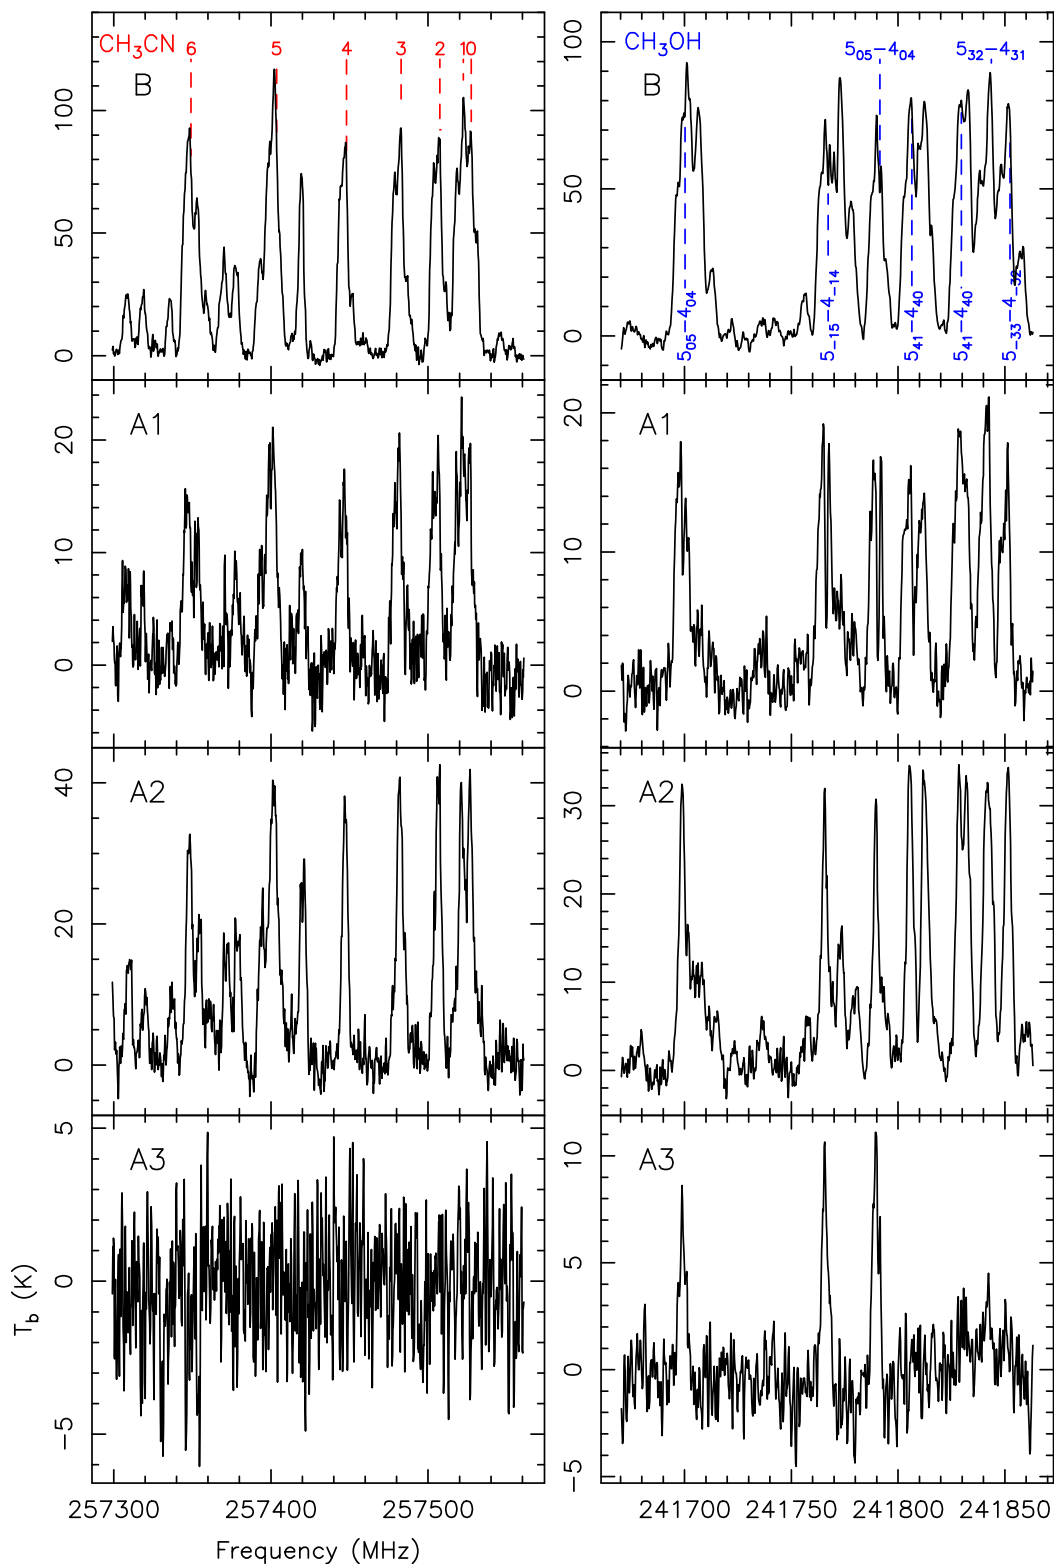 CH₃CN 6 5 4 3 2 10
B
100
50
0
A1
20
10
0
A2
40
20
0
A3
5
0
−5
T_b (K)
257300 257400 257500
Frequency (MHz)
CH₃OH 5₀₅−4₀₄ 5₃₂−4₃₁
B
100
50
0
5₀₅−4₀₄
5₋₁₅−4₋₁₄
5₄₁−4₄₀
5₄₁−4₄₀
5₋₃₃−4₋₃₂
A1
20
10
0
A2
30
20
10
0
A3
10
5
0
−5
241700 241750 241800 241850